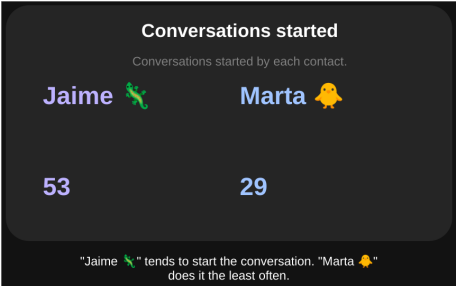 Conversations started
Conversations started by each contact.
Jaime 🦎 Marta 🐥
53 29
"Jaime 🦎" tends to start the conversation. "Marta 🐥"
does it the least often.